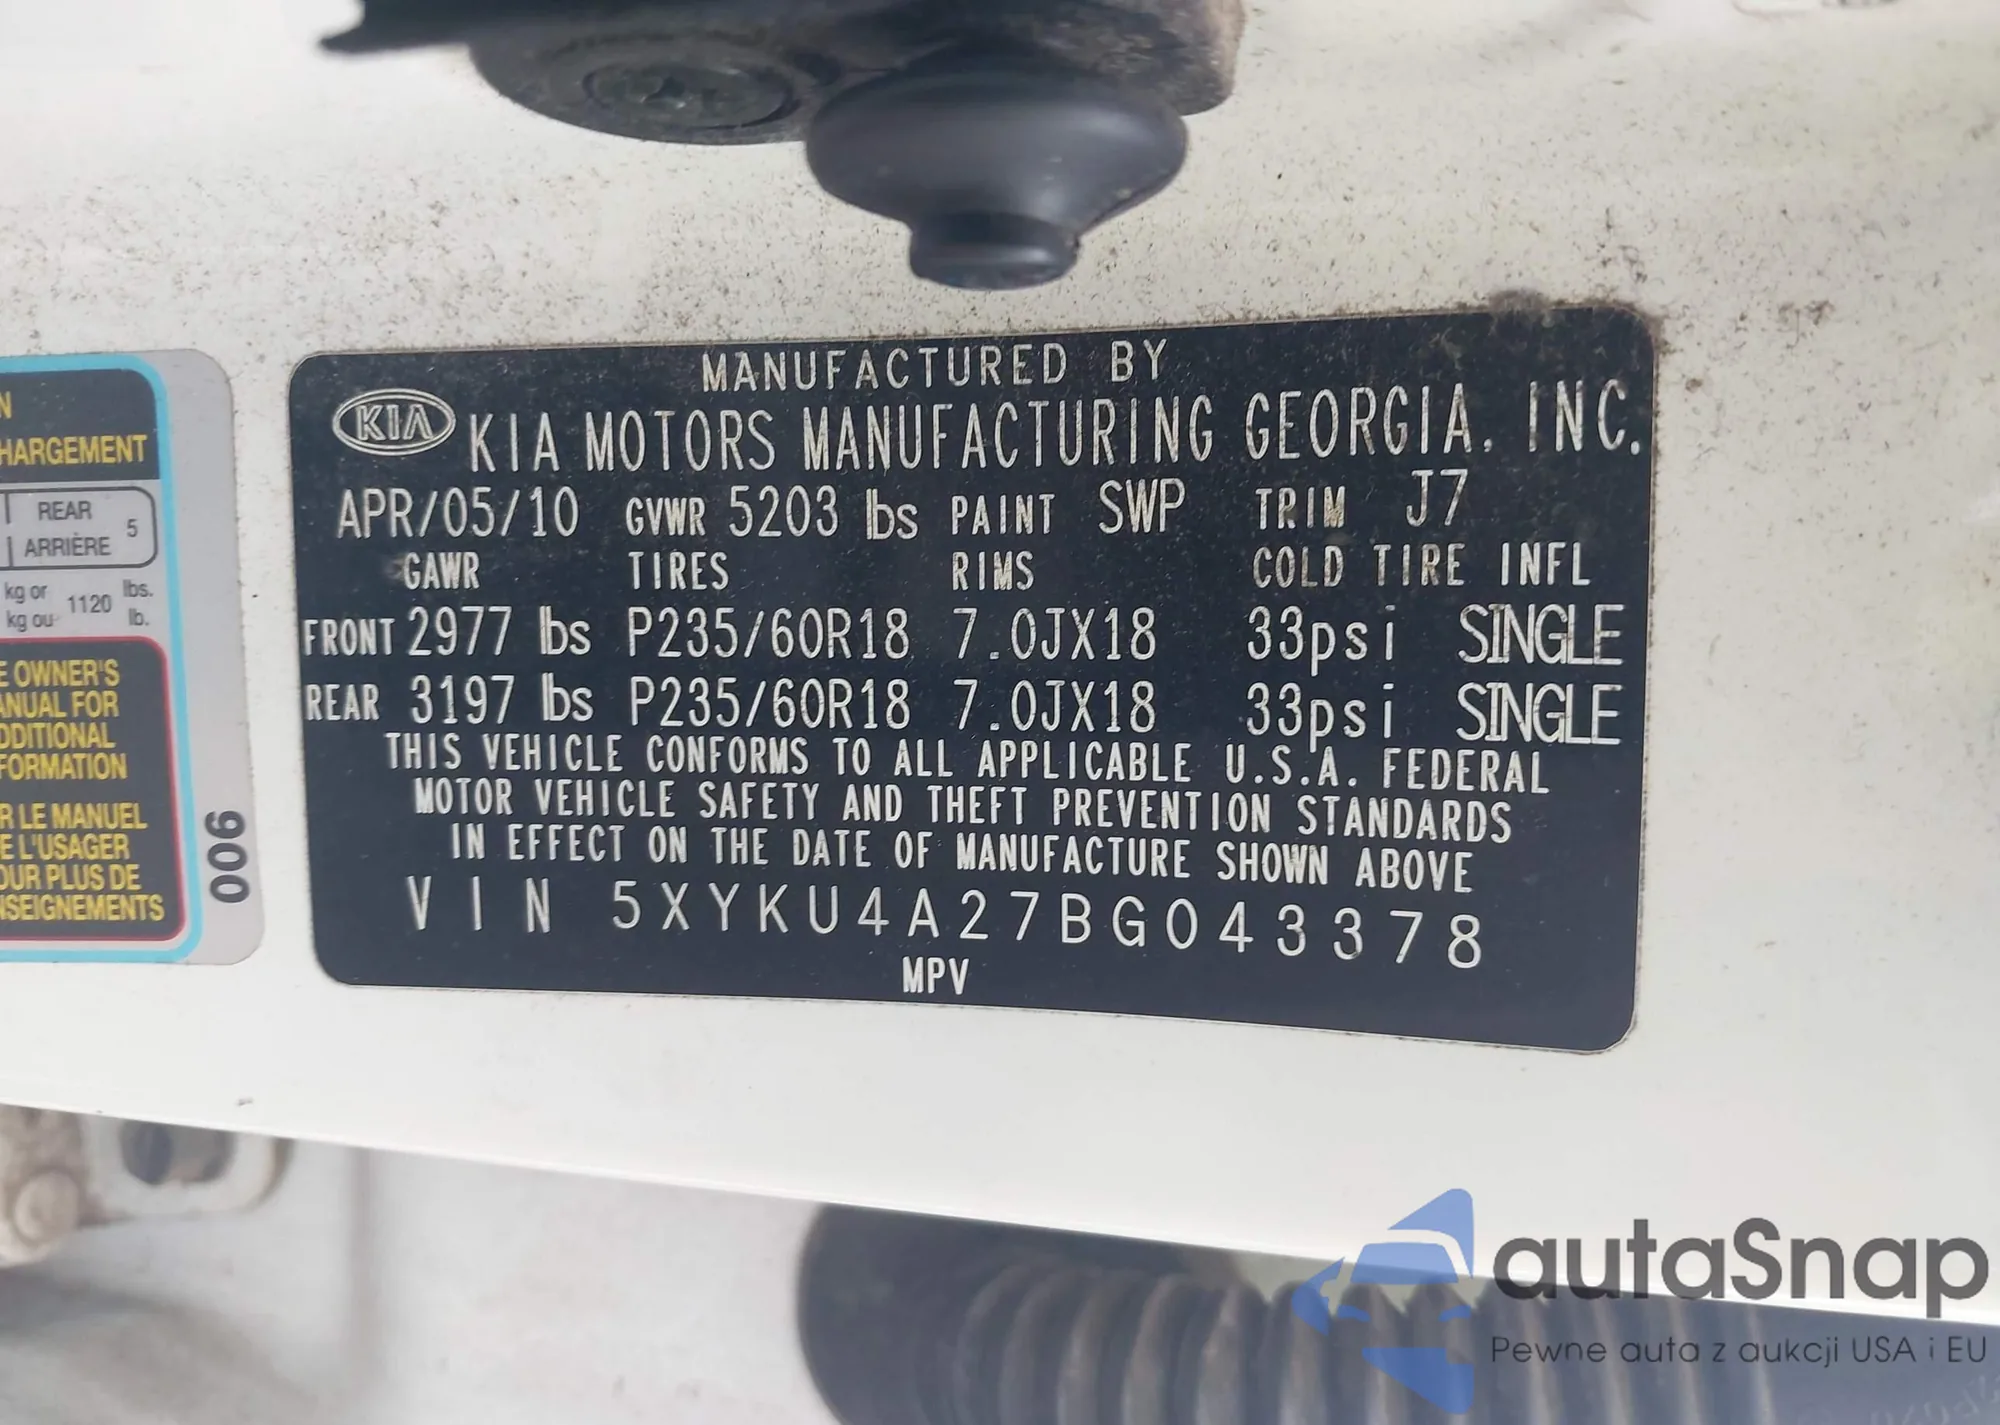 MANUFACTURED BY
KIA KIA MOTORS MANUFACTURING GEORGIA, INC.
APR/05/10 GVWR 5203 lbs PAINT SWP TRIM J7
GAWR TIRES RIMS COLD TIRE INFL
FRONT 2977 lbs P235/60R18 7.0JX18 33psi SINGLE
REAR 3197 lbs P235/60R18 7.0JX18 33psi SINGLE
THIS VEHICLE CONFORMS TO ALL APPLICABLE U.S.A. FEDERAL
MOTOR VEHICLE SAFETY AND THEFT PREVENTION STANDARDS
IN EFFECT ON THE DATE OF MANUFACTURE SHOWN ABOVE
VIN 5XYKU4A27BG043378
MPV
N
HARGEMENT
REAR 5
ARRIÈRE
kg or 1120 lbs.
kg ou lb.
E OWNER'S
ANUAL FOR
DDITIONAL
FORMATION
R LE MANUEL
E L'USAGER
OUR PLUS DE
NSEIGNEMENTS
006
autaSnap
Pewne auta z aukcji USA i EU